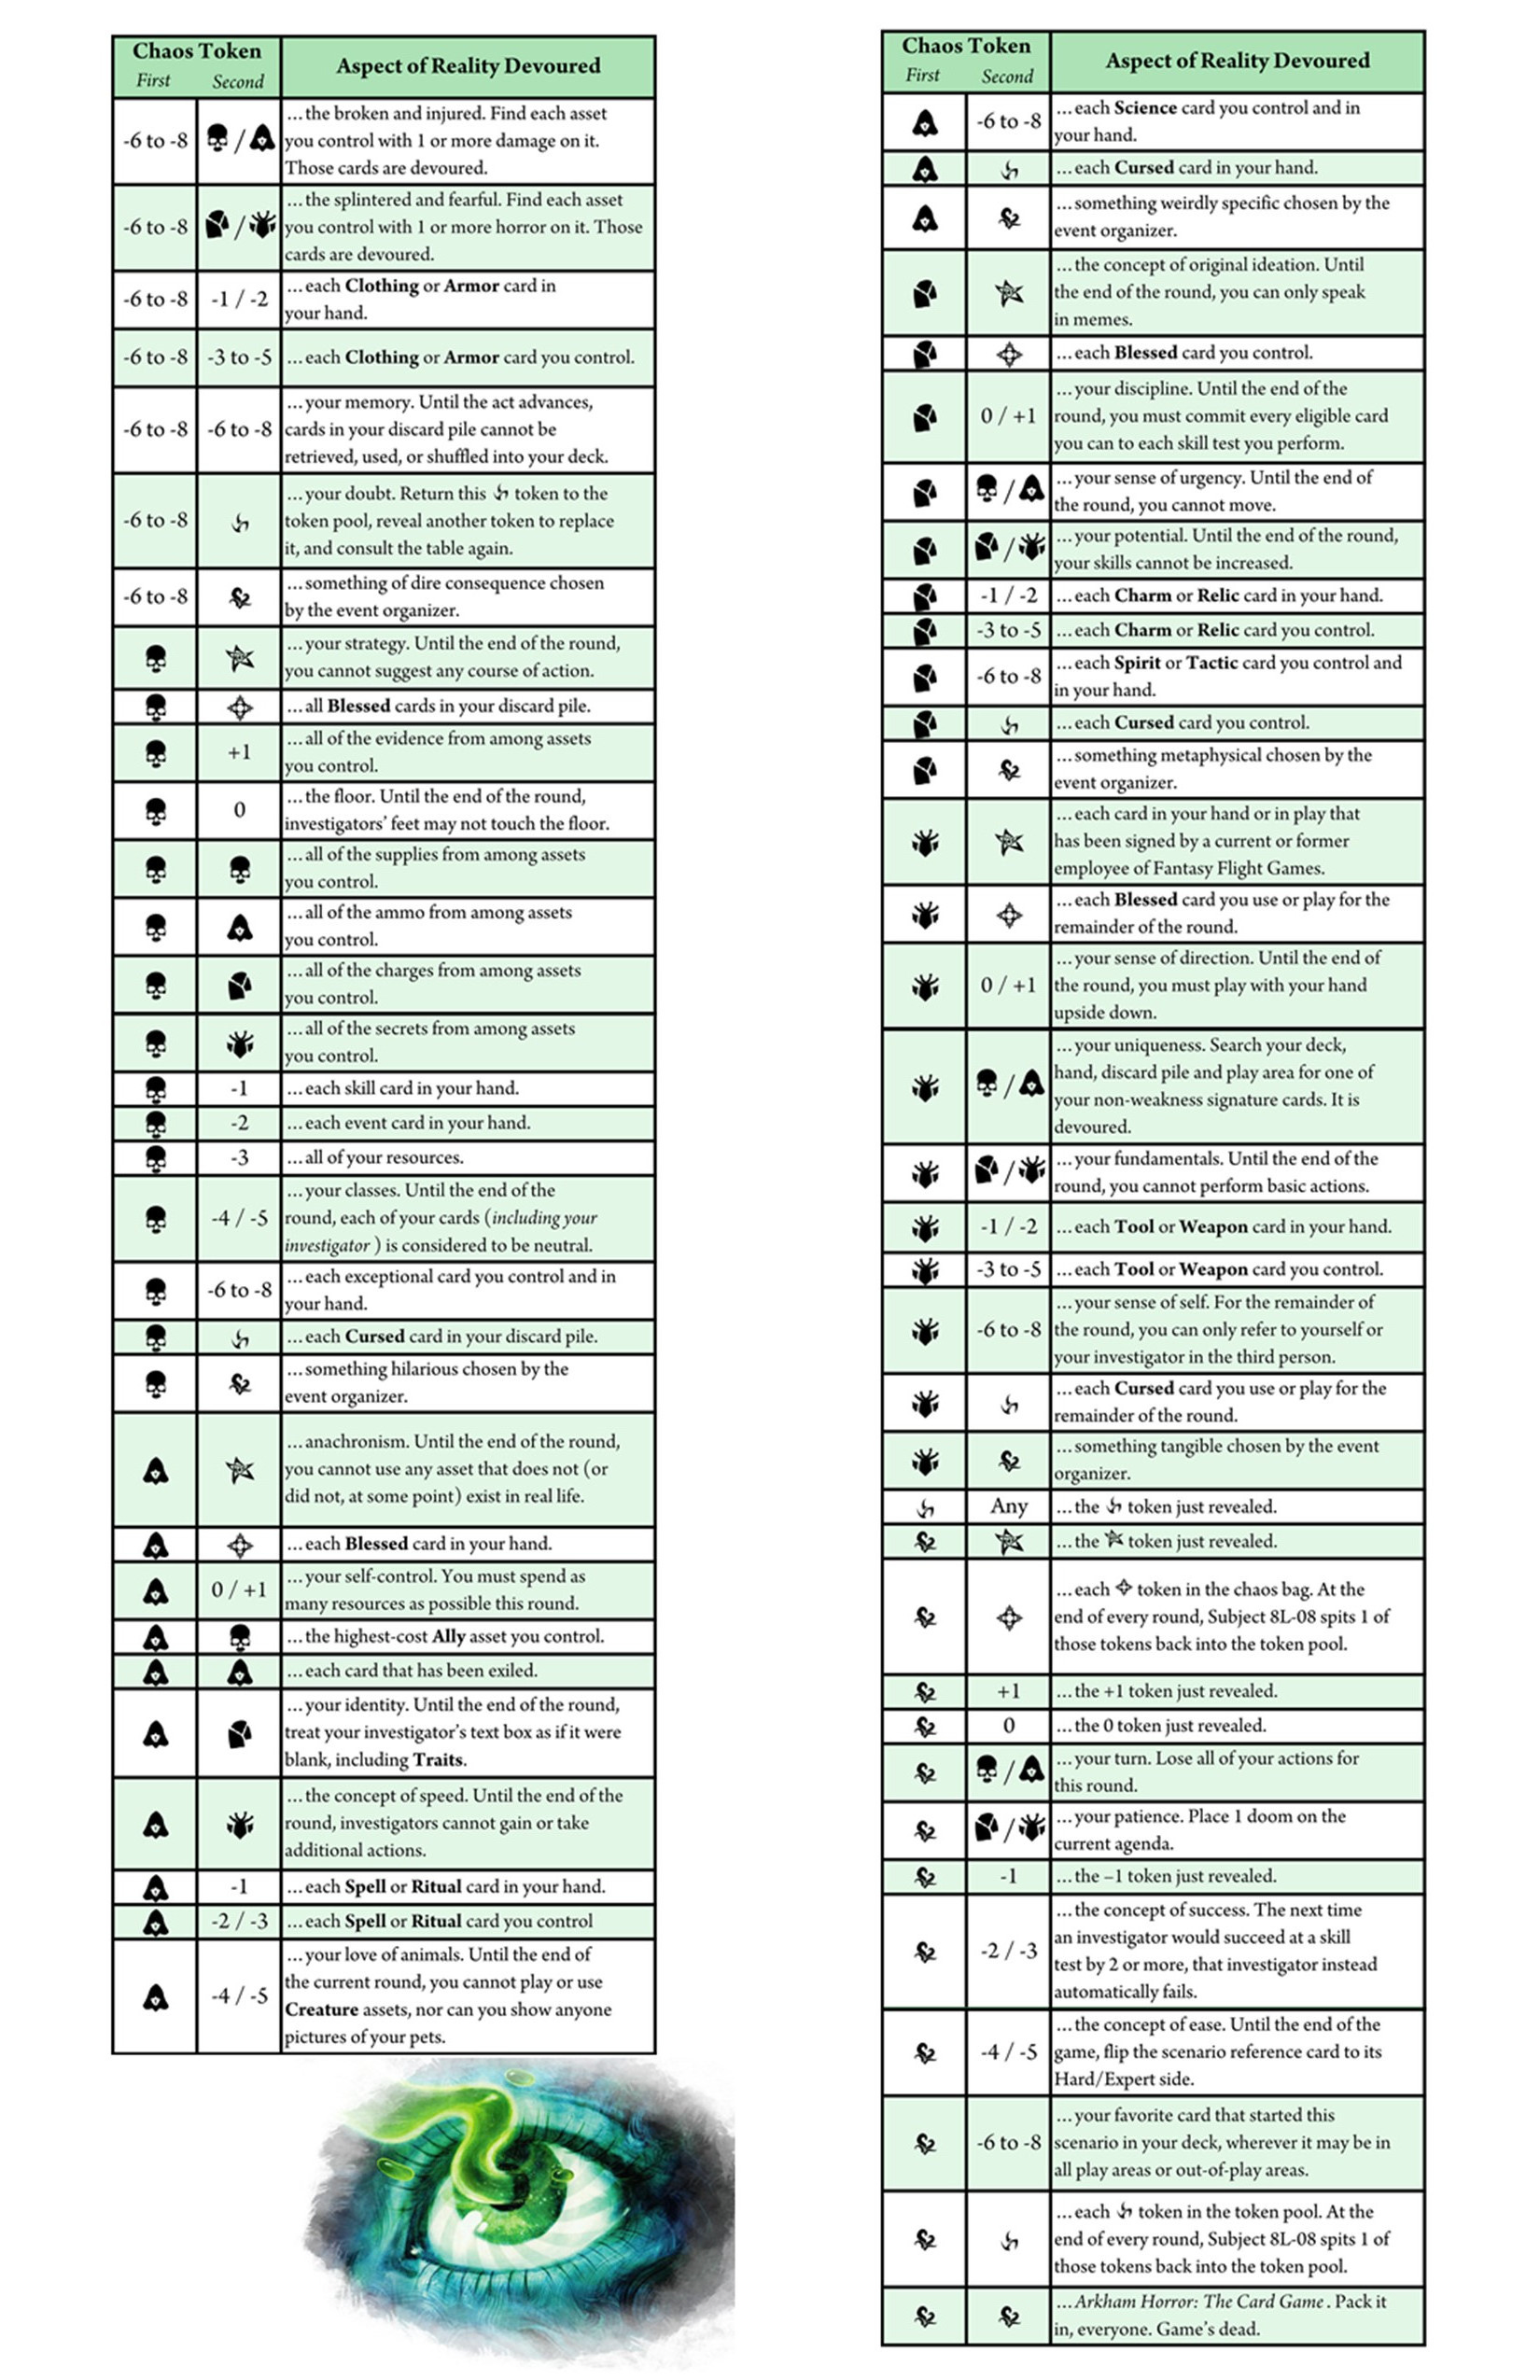 Chaos Token
First Second
Aspect of Reality Devoured
-6 to -8 / …the broken and injured. Find each asset
you control with 1 or more damage on it.
Those cards are devoured.
-6 to -8 / …the splintered and fearful. Find each asset
you control with 1 or more horror on it. Those
cards are devoured.
-6 to -8 -1 / -2 …each Clothing or Armor card in
your hand.
-6 to -8 -3 to -5 …each Clothing or Armor card you control.
-6 to -8 -6 to -8 …your memory. Until the act advances,
cards in your discard pile cannot be
retrieved, used, or shuffled into your deck.
-6 to -8 …your doubt. Return this token to the
token pool, reveal another token to replace
it, and consult the table again.
-6 to -8 …something of dire consequence chosen
by the event organizer.
…your strategy. Until the end of the round,
you cannot suggest any course of action.
…all Blessed cards in your discard pile.
+1 …all of the evidence from among assets
you control.
0 …the floor. Until the end of the round,
investigators’ feet may not touch the floor.
…all of the supplies from among assets
you control.
…all of the ammo from among assets
you control.
…all of the charges from among assets
you control.
…all of the secrets from among assets
you control.
-1 …each skill card in your hand.
-2 …each event card in your hand.
-3 …all of your resources.
-4 / -5 …your classes. Until the end of the
round, each of your cards (including your
investigator ) is considered to be neutral.
-6 to -8 …each exceptional card you control and in
your hand.
…each Cursed card in your discard pile.
…something hilarious chosen by the
event organizer.
…anachronism. Until the end of the round,
you cannot use any asset that does not (or
did not, at some point) exist in real life.
…each Blessed card in your hand.
0 / +1 …your self-control. You must spend as
many resources as possible this round.
…the highest-cost Ally asset you control.
…each card that has been exiled.
…your identity. Until the end of the round,
treat your investigator’s text box as if it were
blank, including Traits.
…the concept of speed. Until the end of the
round, investigators cannot gain or take
additional actions.
-1 …each Spell or Ritual card in your hand.
-2 / -3 …each Spell or Ritual card you control
-4 / -5 …your love of animals. Until the end of
the current round, you cannot play or use
Creature assets, nor can you show anyone
pictures of your pets.
Chaos Token
First Second
Aspect of Reality Devoured
-6 to -8 …each Science card you control and in
your hand.
…each Cursed card in your hand.
…something weirdly specific chosen by the
event organizer.
…the concept of original ideation. Until
the end of the round, you can only speak
in memes.
…each Blessed card you control.
0 / +1 …your discipline. Until the end of the
round, you must commit every eligible card
you can to each skill test you perform.
/ …your sense of urgency. Until the end of
the round, you cannot move.
/ …your potential. Until the end of the round,
your skills cannot be increased.
-1 / -2 …each Charm or Relic card in your hand.
-3 to -5 …each Charm or Relic card you control.
-6 to -8 …each Spirit or Tactic card you control and
in your hand.
…each Cursed card you control.
…something metaphysical chosen by the
event organizer.
…each card in your hand or in play that
has been signed by a current or former
employee of Fantasy Flight Games.
…each Blessed card you use or play for the
remainder of the round.
0 / +1 …your sense of direction. Until the end of
the round, you must play with your hand
upside down.
/ …your uniqueness. Search your deck,
hand, discard pile and play area for one of
your non-weakness signature cards. It is
devoured.
/ …your fundamentals. Until the end of the
round, you cannot perform basic actions.
-1 / -2 …each Tool or Weapon card in your hand.
-3 to -5 …each Tool or Weapon card you control.
-6 to -8 …your sense of self. For the remainder of
the round, you can only refer to yourself or
your investigator in the third person.
…each Cursed card you use or play for the
remainder of the round.
…something tangible chosen by the event
organizer.
Any …the token just revealed.
…the token just revealed.
…each token in the chaos bag. At the
end of every round, Subject 8L-08 spits 1 of
those tokens back into the token pool.
+1 …the +1 token just revealed.
0 …the 0 token just revealed.
/ …your turn. Lose all of your actions for
this round.
/ …your patience. Place 1 doom on the
current agenda.
-1 …the –1 token just revealed.
-2 / -3 …the concept of success. The next time
an investigator would succeed at a skill
test by 2 or more, that investigator instead
automatically fails.
-4 / -5 …the concept of ease. Until the end of the
game, flip the scenario reference card to its
Hard/Expert side.
-6 to -8 …your favorite card that started this
scenario in your deck, wherever it may be in
all play areas or out-of-play areas.
…each token in the token pool. At the
end of every round, Subject 8L-08 spits 1 of
those tokens back into the token pool.
…Arkham Horror: The Card Game . Pack it
in, everyone. Game’s dead.